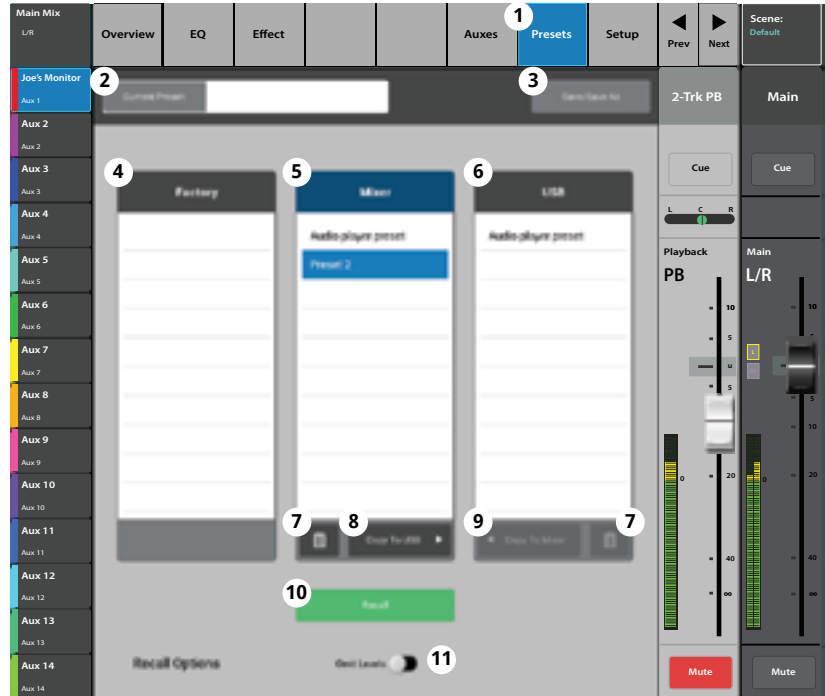 Main Mix
L/R
Overview
EQ
Effect
Auxes
1
Presets
Setup
Prev
Next
Scene:
Default
Joe's Monitor
Aux 1
Aux 2
Aux 2
Aux 3
Aux 3
Aux 4
Aux 4
Aux 5
Aux 5
Aux 6
Aux 6
Aux 7
Aux 7
Aux 8
Aux 8
Aux 9
Aux 9
Aux 10
Aux 10
Aux 11
Aux 11
Aux 12
Aux 12
Aux 13
Aux 13
Aux 14
Aux 14
2
Current Preset:
3
Save/Save As
4
Factory
5
Mixer
Audio player preset
Preset 2
6
USB
Audio player preset
7
8
Copy To USB
9
Copy To Mixer
7
10
Recall
Recall Options
Omit Levels
11
2-Trk PB
Cue
L C R
Playback
PB
10
5
U
5
20
0
40
∞
Mute
Main
Cue
Main
L/R
L
10
5
10
20
0
40
∞
Mute